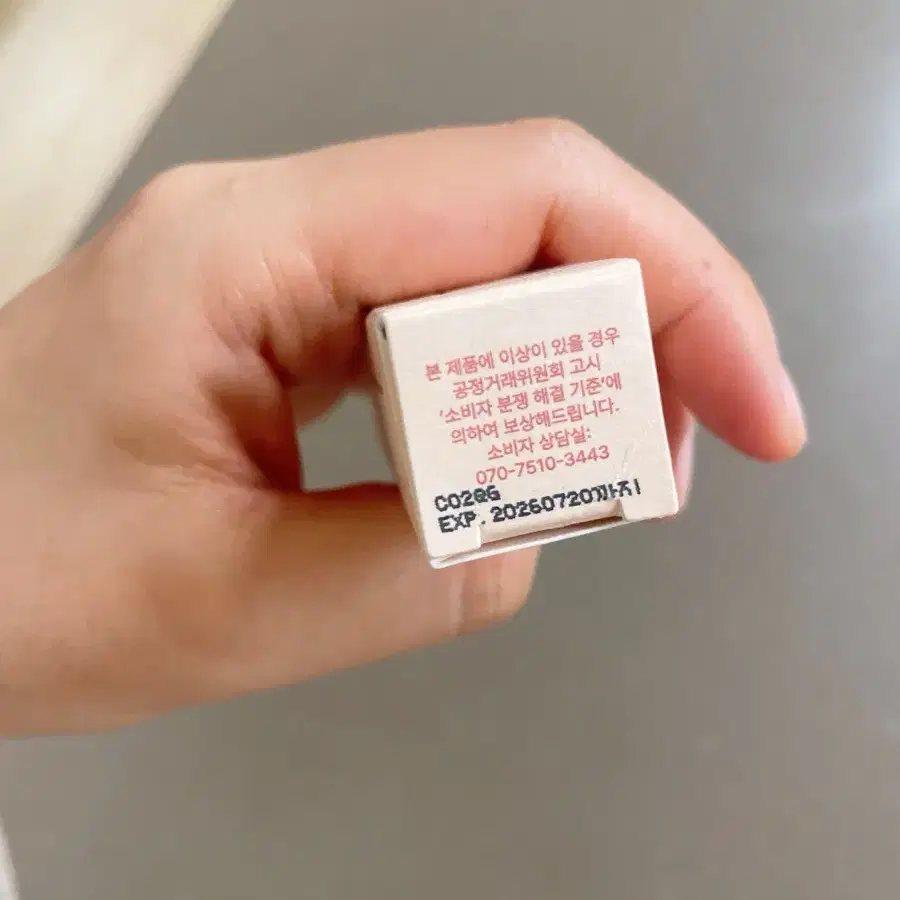 본 제품에 이상이 있을 경우
공정거래위원회 고시
'소비자 분쟁 해결 기준'에
의하여 보상해드립니다.
소비자 상담실:
070-7510-3443
CO2QG
EXP. 20260720까지